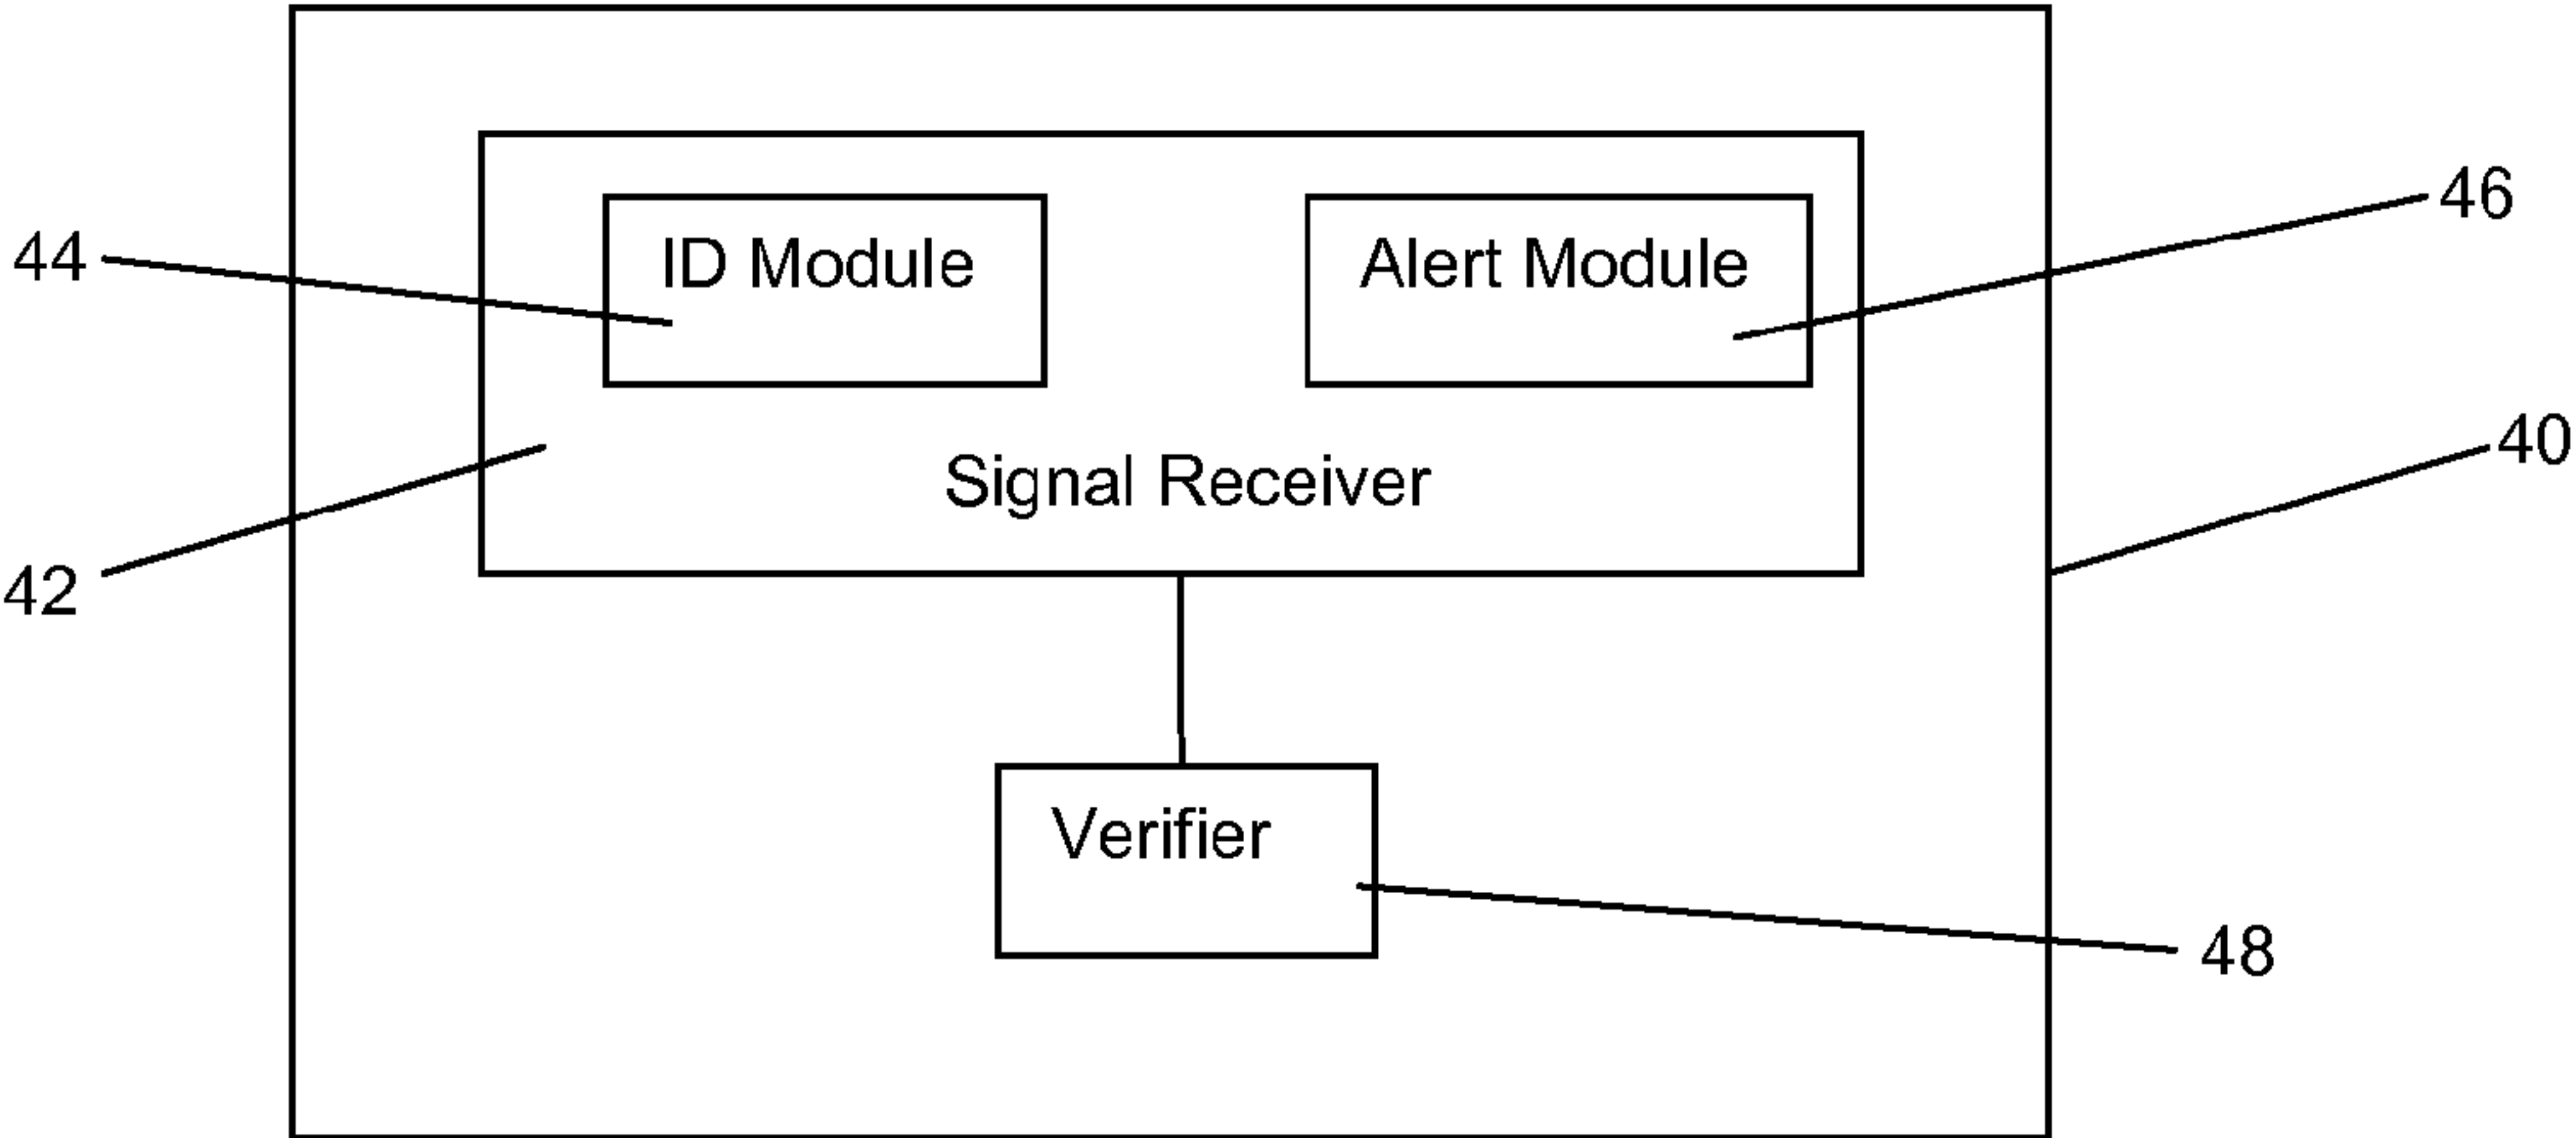 46
44
ID Module
Alert Module
40
Signal Receiver
42
Verifier
48